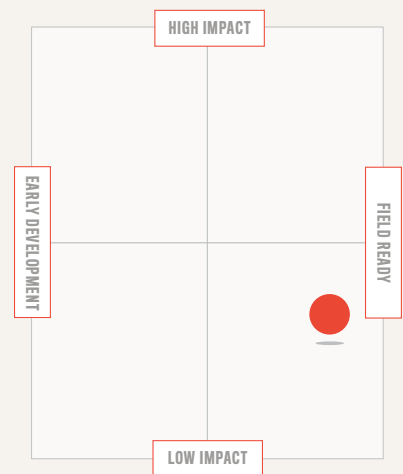 HIGH IMPACT
EARLY DEVELOPMENT
FIELD READY
LOW IMPACT